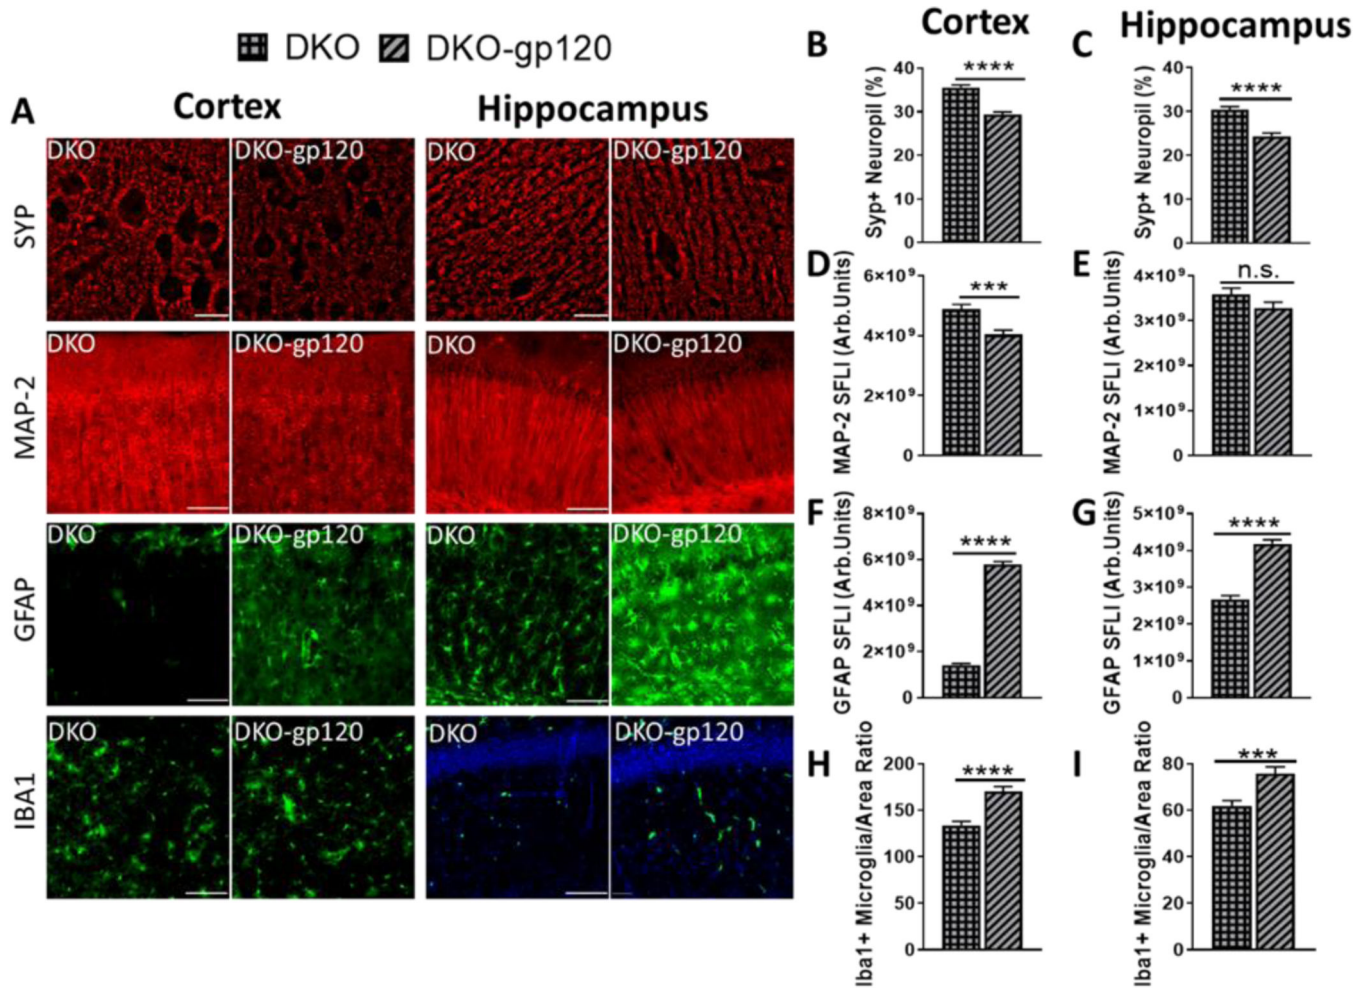 DKO DKO-gp120
A
Cortex Hippocampus
SYP
DKO DKO-gp120 DKO DKO-gp120
MAP-2
DKO DKO-gp120 DKO DKO-gp120
GFAP
DKO DKO-gp120 DKO DKO-gp120
IBA1
DKO DKO-gp120 DKO DKO-gp120
Cortex
Hippocampus
B
Syp+ Neuropil (%)
40
30
20
10
0
****
C
Syp+ Neuropil (%)
40
30
20
10
0
****
D
MAP-2 SFLI (Arb.Units)
6×10⁹
4×10⁹
2×10⁹
0
***
E
MAP-2 SFLI (Arb.Units)
4×10⁹
3×10⁹
2×10⁹
1×10⁹
0
n.s.
F
GFAP SFLI (Arb.Units)
8×10⁹
6×10⁹
4×10⁹
2×10⁹
0
****
G
GFAP SFLI (Arb.Units)
5×10⁹
4×10⁹
3×10⁹
2×10⁹
1×10⁹
0
****
H
Iba1+ Microglia/Area Ratio
200
150
100
50
0
****
I
Iba1+ Microglia/Area Ratio
80
60
40
20
0
***